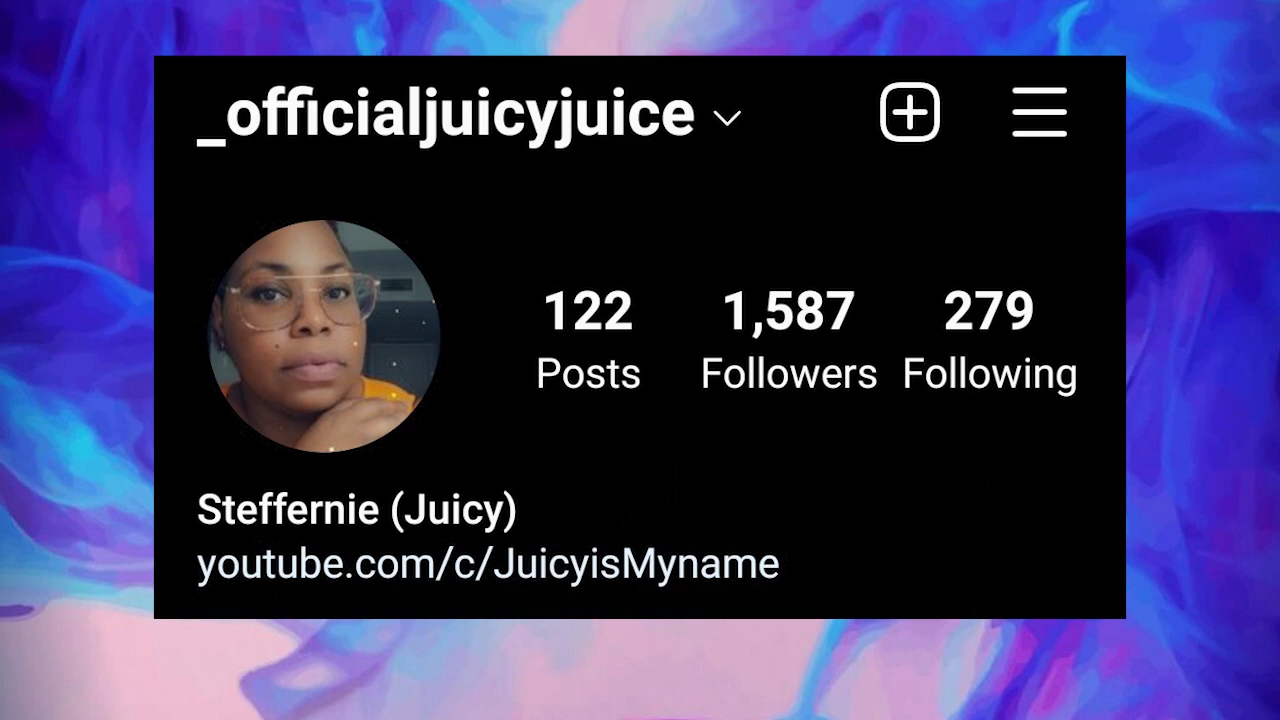 _officialjuicyjuice
122 1,587 279
Posts Followers Following
Steffernie (Juicy)
youtube.com/c/JuicyisMyname